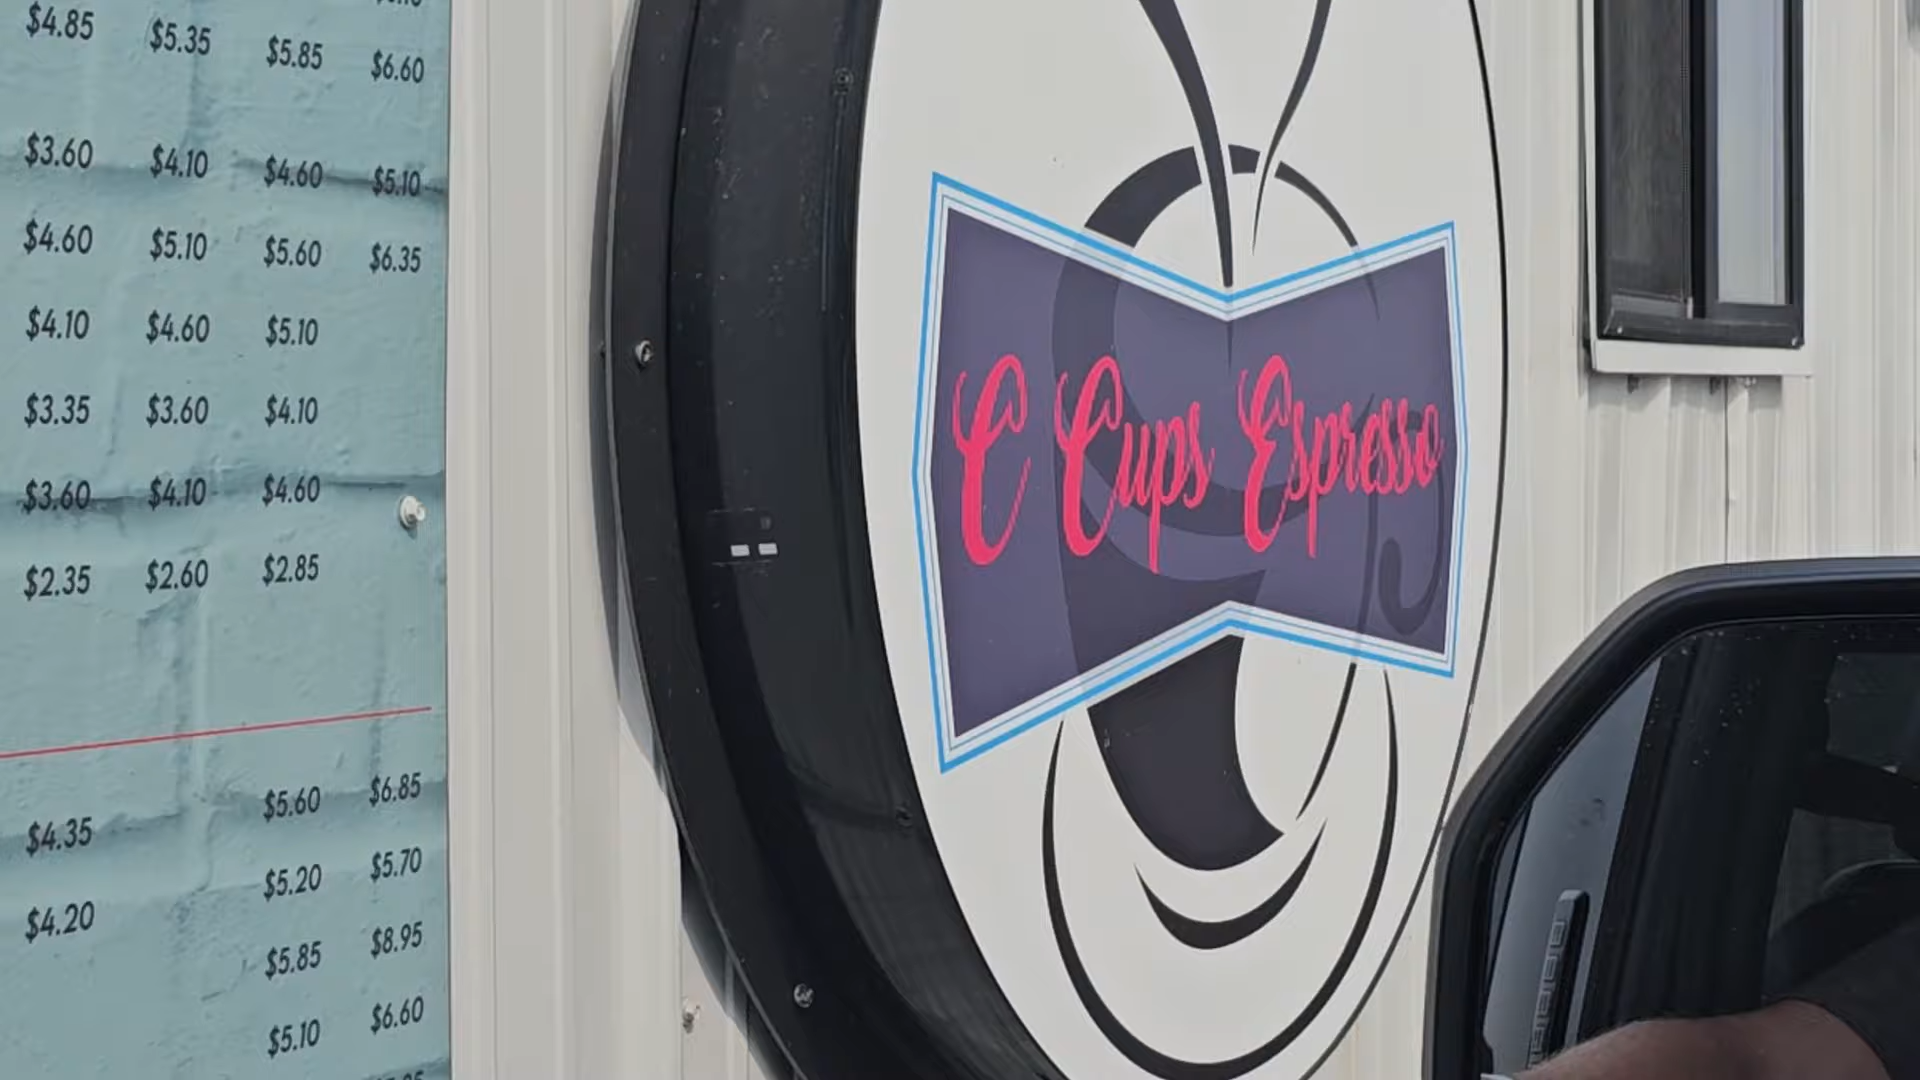 $4.85 $5.35 $5.85 $6.60
$3.60 $4.10 $4.60 $5.10
$4.60 $5.10 $5.60 $6.35
$4.10 $4.60 $5.10
$3.35 $3.60 $4.10
$3.60 $4.10 $4.60
$2.35 $2.60 $2.85
$4.35 $5.60 $6.85
$4.20 $5.20 $5.70
$5.85 $8.95
$5.10 $6.60
C Cups Espresso